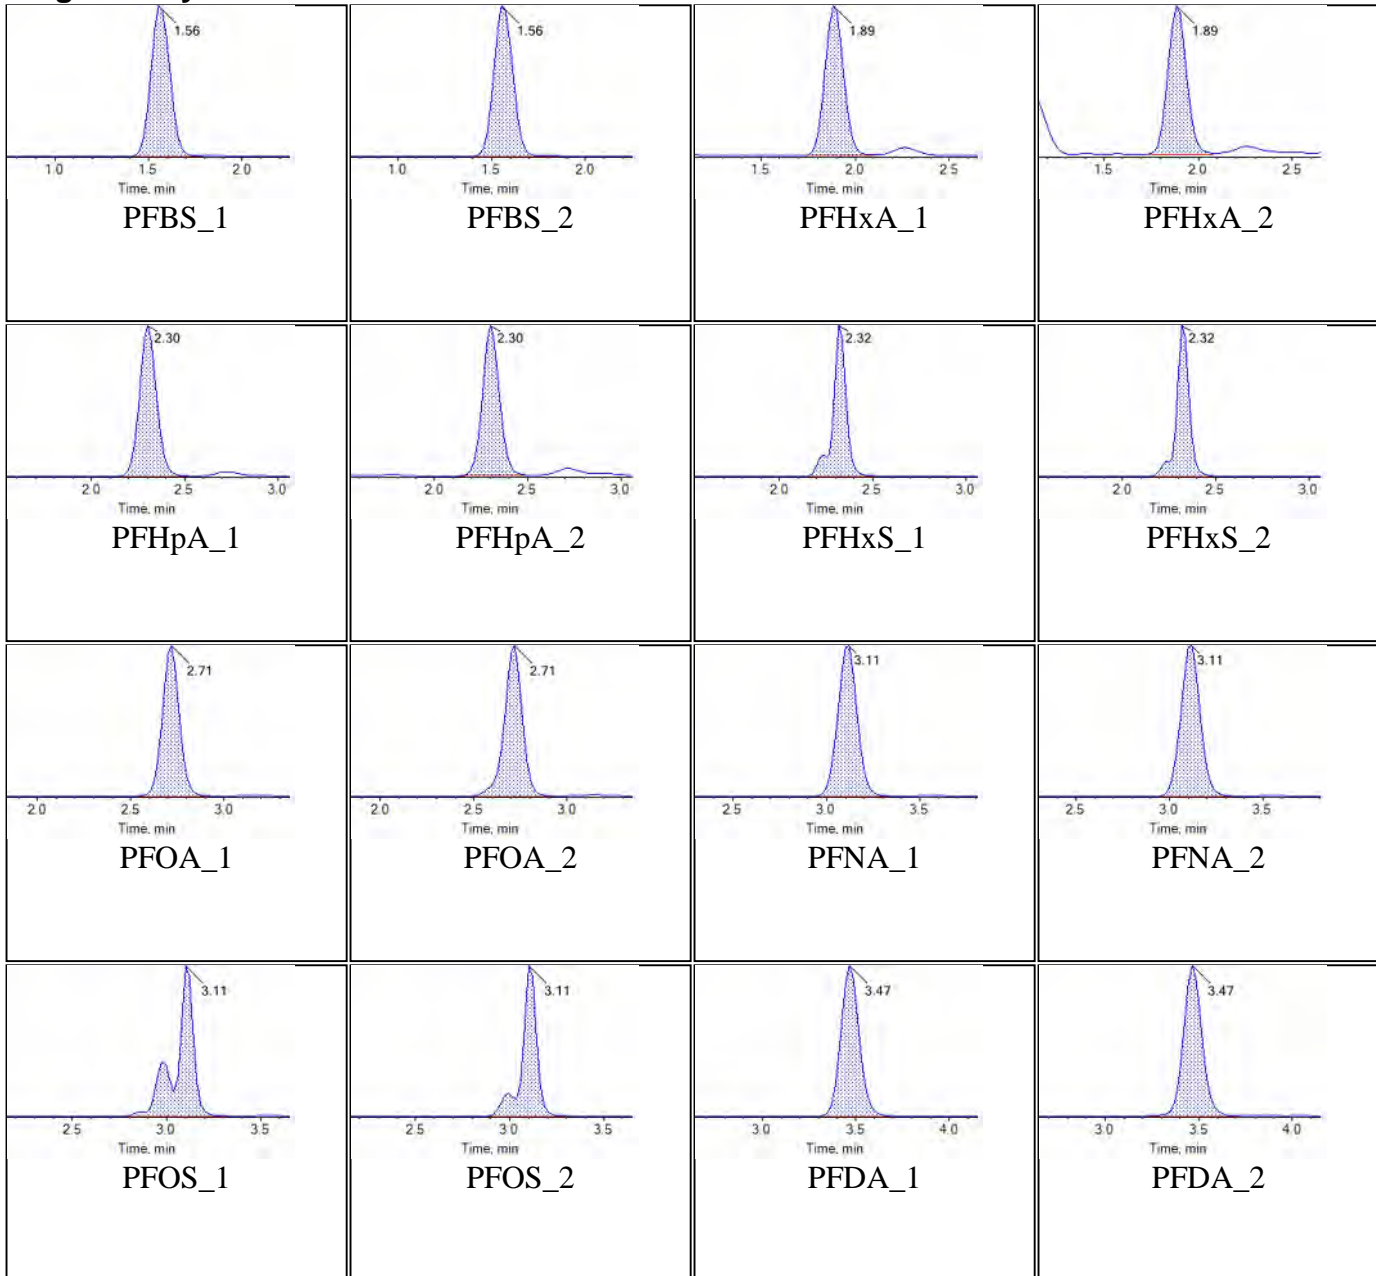 1.56 1.56 1.89 1.89
1.0 1.5 2.0 1.0 1.5 2.0 1.5 2.0 2.5 1.5 2.0 2.5
Time, min Time, min Time, min Time, min
PFBS_1 PFBS_2 PFHxA_1 PFHxA_2
2.30 2.30 2.32 2.32
2.0 2.5 3.0 2.0 2.5 3.0 2.0 2.5 3.0 2.0 2.5 3.0
Time, min Time, min Time, min Time, min
PFHpA_1 PFHpA_2 PFHxS_1 PFHxS_2
2.71 2.71 3.11 3.11
2.0 2.5 3.0 2.0 2.5 3.0 2.5 3.0 3.5 2.5 3.0 3.5
Time, min Time, min Time, min Time, min
PFOA_1 PFOA_2 PFNA_1 PFNA_2
3.11 3.11 3.47 3.47
2.5 3.0 3.5 2.5 3.0 3.5 3.0 3.5 4.0 3.0 3.5 4.0
Time, min Time, min Time, min Time, min
PFOS_1 PFOS_2 PFDA_1 PFDA_2